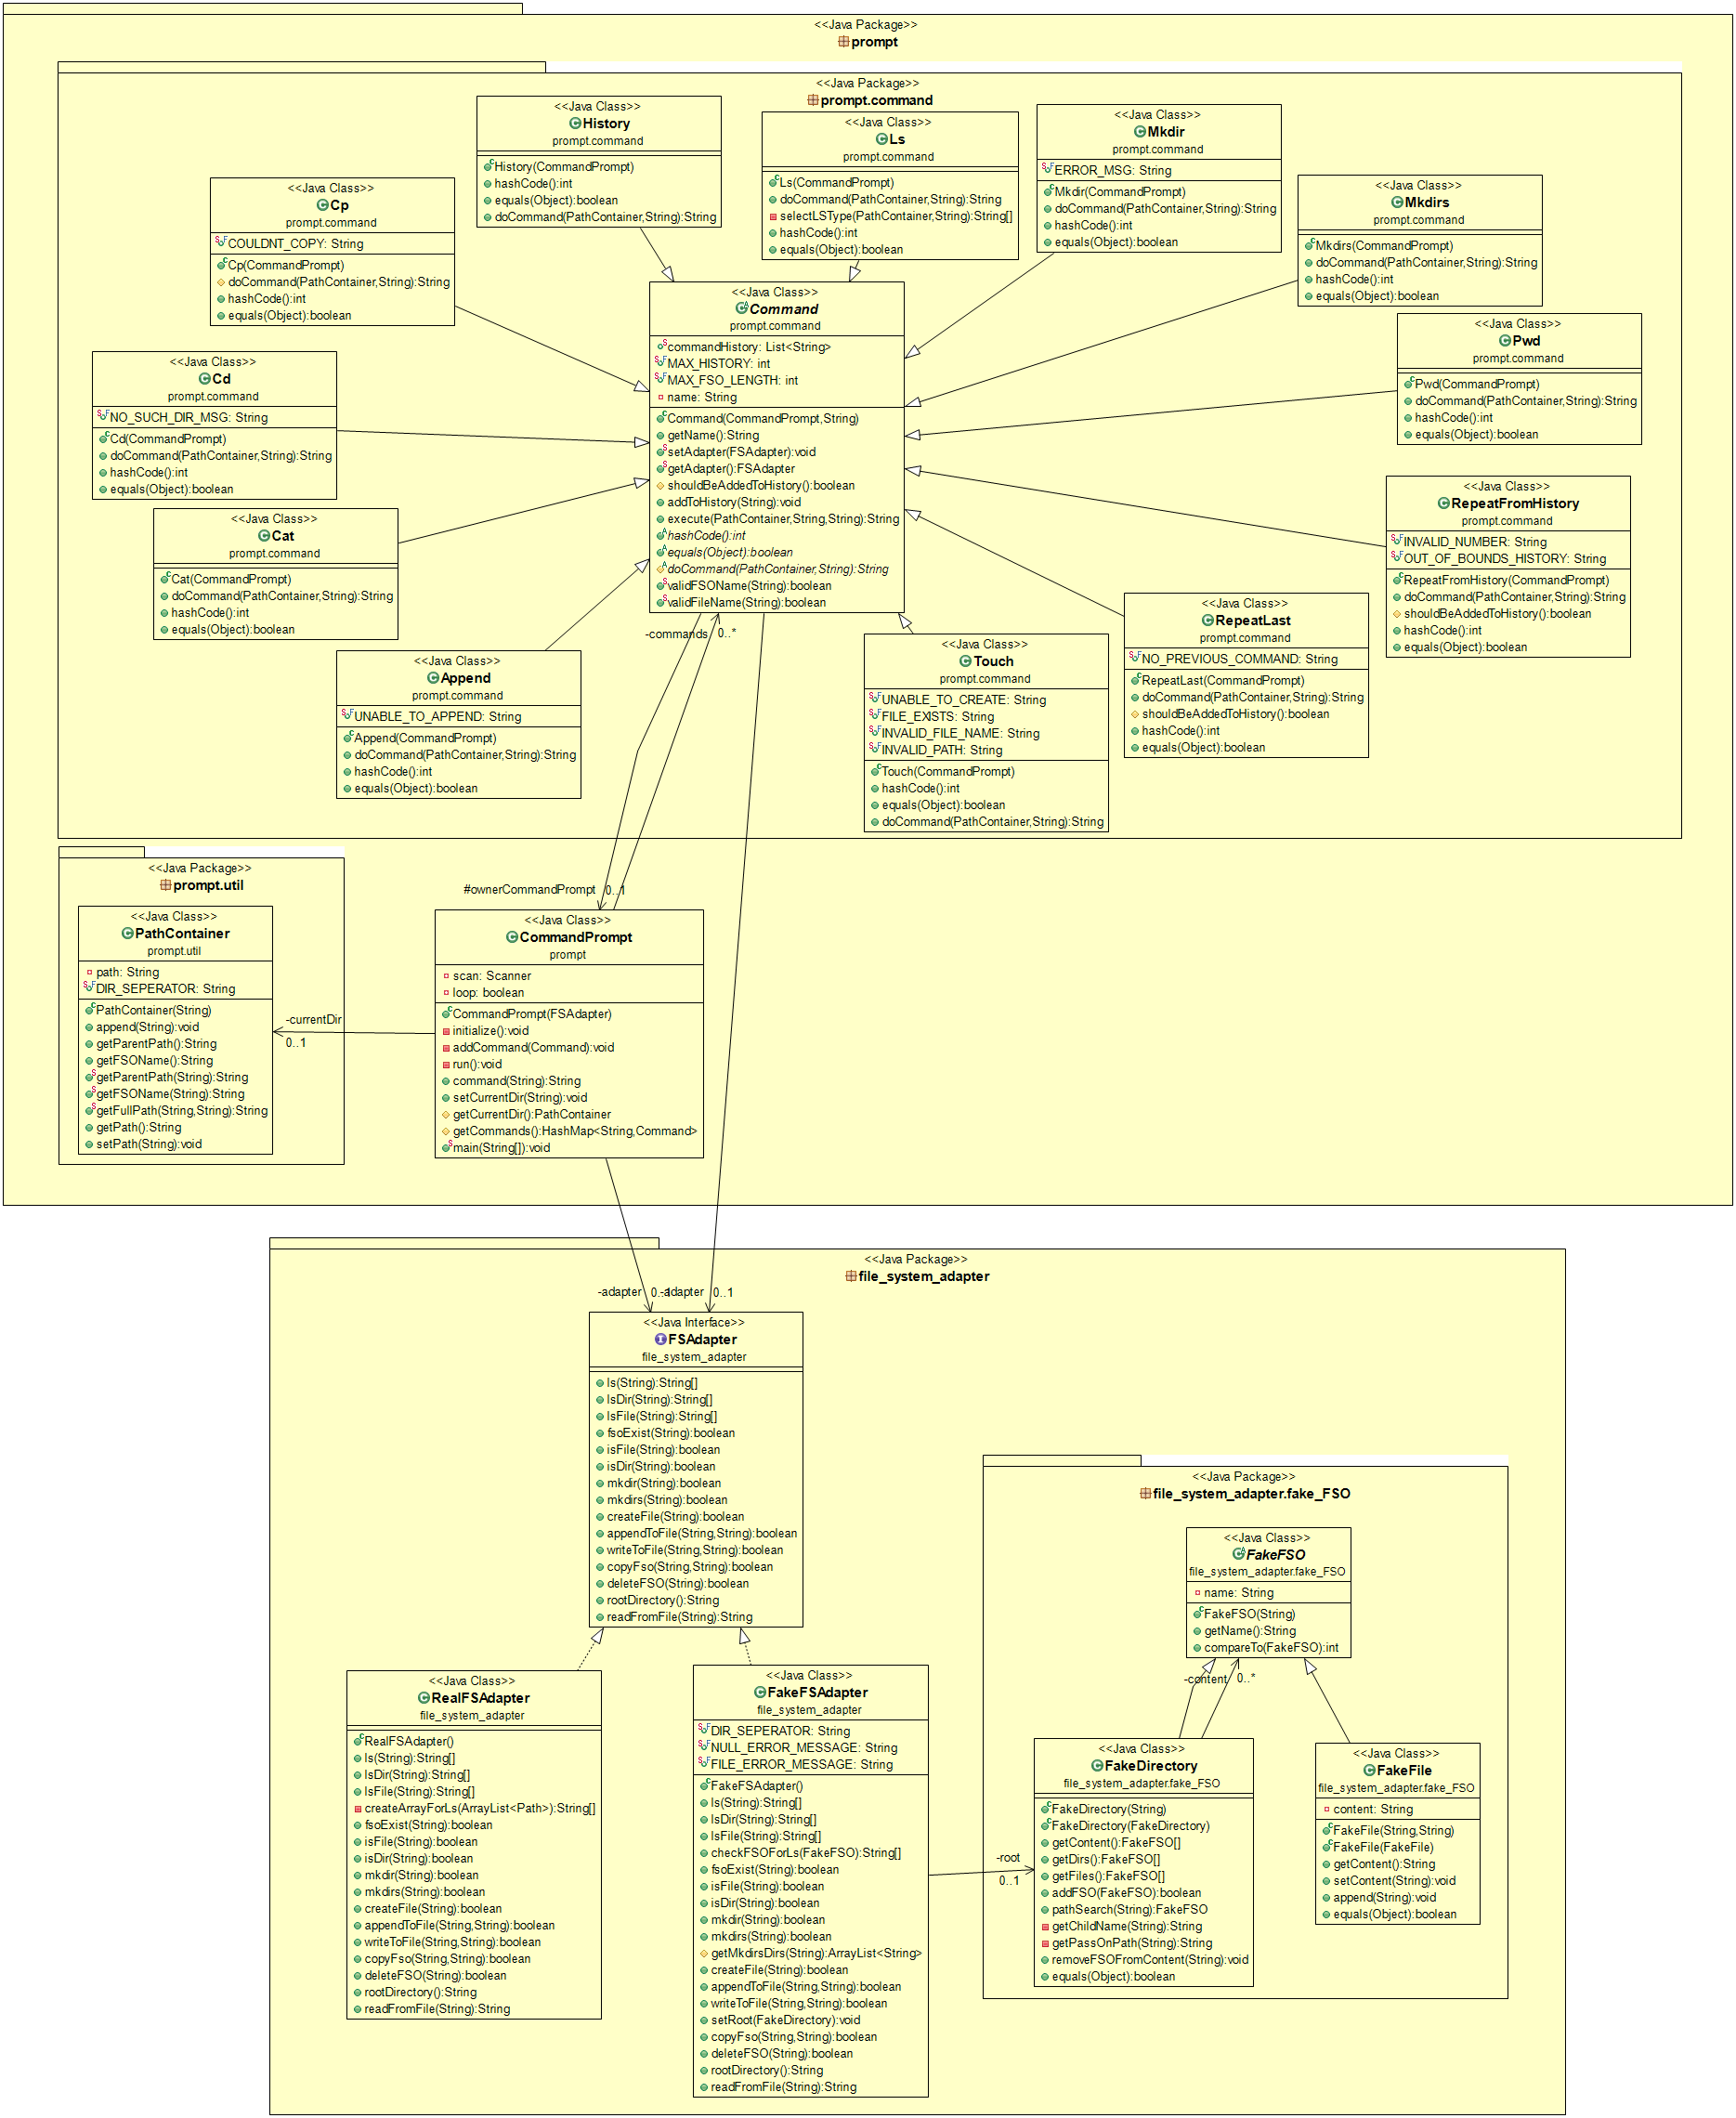 <<Java Package>>
prompt
<<Java Package>>
prompt.command
<<Java Class>>
History
prompt.command
History(CommandPrompt)
hashCode():int
equals(Object):boolean
doCommand(PathContainer,String):String
<<Java Class>>
Ls
prompt.command
Ls(CommandPrompt)
doCommand(PathContainer,String):String
selectLSType(PathContainer,String):String[]
hashCode():int
equals(Object):boolean
<<Java Class>>
Mkdir
prompt.command
ERROR_MSG: String
Mkdir(CommandPrompt)
doCommand(PathContainer,String):String
hashCode():int
equals(Object):boolean
<<Java Class>>
Cp
prompt.command
COULDNT_COPY: String
Cp(CommandPrompt)
doCommand(PathContainer,String):String
hashCode():int
equals(Object):boolean
<<Java Class>>
Mkdirs
prompt.command
Mkdirs(CommandPrompt)
doCommand(PathContainer,String):String
hashCode():int
equals(Object):boolean
<<Java Class>>
Command
prompt.command
commandHistory: List<String>
MAX_HISTORY: int
MAX_FSO_LENGTH: int
name: String
Command(CommandPrompt,String)
getName():String
setAdapter(FSAdapter):void
getAdapter():FSAdapter
shouldBeAddedToHistory():boolean
addToHistory(String):void
execute(PathContainer,String,String):String
hashCode():int
equals(Object):boolean
doCommand(PathContainer,String):String
validFSOName(String):boolean
validFileName(String):boolean
<<Java Class>>
Pwd
prompt.command
Pwd(CommandPrompt)
doCommand(PathContainer,String):String
hashCode():int
equals(Object):boolean
<<Java Class>>
Cd
prompt.command
NO_SUCH_DIR_MSG: String
Cd(CommandPrompt)
doCommand(PathContainer,String):String
hashCode():int
equals(Object):boolean
<<Java Class>>
RepeatFromHistory
prompt.command
INVALID_NUMBER: String
OUT_OF_BOUNDS_HISTORY: String
RepeatFromHistory(CommandPrompt)
doCommand(PathContainer,String):String
shouldBeAddedToHistory():boolean
hashCode():int
equals(Object):boolean
<<Java Class>>
Cat
prompt.command
Cat(CommandPrompt)
doCommand(PathContainer,String):String
hashCode():int
equals(Object):boolean
<<Java Class>>
RepeatLast
prompt.command
NO_PREVIOUS_COMMAND: String
RepeatLast(CommandPrompt)
doCommand(PathContainer,String):String
shouldBeAddedToHistory():boolean
hashCode():int
equals(Object):boolean
-commands 0..*
<<Java Class>>
Touch
prompt.command
UNABLE_TO_CREATE: String
FILE_EXISTS: String
INVALID_FILE_NAME: String
INVALID_PATH: String
Touch(CommandPrompt)
hashCode():int
equals(Object):boolean
doCommand(PathContainer,String):String
<<Java Class>>
Append
prompt.command
UNABLE_TO_APPEND: String
Append(CommandPrompt)
doCommand(PathContainer,String):String
hashCode():int
equals(Object):boolean
<<Java Package>>
prompt.util
<<Java Class>>
PathContainer
prompt.util
path: String
DIR_SEPERATOR: String
PathContainer(String)
append(String):void
getParentPath():String
getFSOName():String
getParentPath(String):String
getFSOName(String):String
getFullPath(String,String):String
getPath():String
setPath(String):void
-currentDir
0..1
#ownerCommandPrompt 0..1
<<Java Class>>
CommandPrompt
prompt
scan: Scanner
loop: boolean
CommandPrompt(FSAdapter)
initialize():void
addCommand(Command):void
run():void
command(String):String
setCurrentDir(String):void
getCurrentDir():PathContainer
getCommands():HashMap<String,Command>
main(String[]):void
<<Java Package>>
file_system_adapter
-adapter 0..1
-adapter 0..1
<<Java Interface>>
FSAdapter
file_system_adapter
ls(String):String[]
lsDir(String):String[]
lsFile(String):String[]
fsoExist(String):boolean
isFile(String):boolean
isDir(String):boolean
mkdir(String):boolean
mkdirs(String):boolean
createFile(String):boolean
appendToFile(String,String):boolean
writeToFile(String,String):boolean
copyFso(String,String):boolean
deleteFSO(String):boolean
rootDirectory():String
readFromFile(String):String
<<Java Class>>
RealFSAdapter
file_system_adapter
RealFSAdapter()
ls(String):String[]
lsDir(String):String[]
lsFile(String):String[]
createArrayForLs(ArrayList<Path>):String[]
fsoExist(String):boolean
isFile(String):boolean
isDir(String):boolean
mkdir(String):boolean
mkdirs(String):boolean
createFile(String):boolean
appendToFile(String,String):boolean
writeToFile(String,String):boolean
copyFso(String,String):boolean
deleteFSO(String):boolean
rootDirectory():String
readFromFile(String):String
<<Java Class>>
FakeFSAdapter
file_system_adapter
DIR_SEPERATOR: String
NULL_ERROR_MESSAGE: String
FILE_ERROR_MESSAGE: String
FakeFSAdapter()
ls(String):String[]
lsDir(String):String[]
lsFile(String):String[]
checkFSOForLs(FakeFSO):String[]
fsoExist(String):boolean
isFile(String):boolean
isDir(String):boolean
mkdir(String):boolean
mkdirs(String):boolean
getMkdirsDirs(String):ArrayList<String>
createFile(String):boolean
appendToFile(String,String):boolean
writeToFile(String,String):boolean
setRoot(FakeDirectory):void
copyFso(String,String):boolean
deleteFSO(String):boolean
rootDirectory():String
readFromFile(String):String
-root
0..1
<<Java Package>>
file_system_adapter.fake_FSO
<<Java Class>>
FakeFSO
file_system_adapter.fake_FSO
name: String
FakeFSO(String)
getName():String
compareTo(FakeFSO):int
-content 0..*
<<Java Class>>
FakeDirectory
file_system_adapter.fake_FSO
FakeDirectory(String)
FakeDirectory(FakeDirectory)
getContent():FakeFSO[]
getDirs():FakeFSO[]
getFiles():FakeFSO[]
addFSO(FakeFSO):boolean
pathSearch(String):FakeFSO
getChildName(String):String
getPassOnPath(String):String
removeFSOFromContent(String):void
equals(Object):boolean
<<Java Class>>
FakeFile
file_system_adapter.fake_FSO
content: String
FakeFile(String,String)
FakeFile(FakeFile)
getContent():String
setContent(String):void
append(String):void
equals(Object):boolean